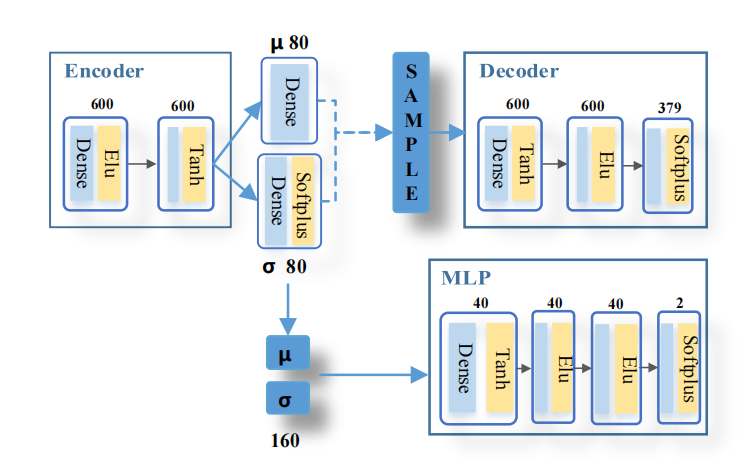 Encoder
600
600
Dense
Elu
Tanh
μ 80
Dense
Dense
Softplus
σ 80
S
A
M
P
L
E
Decoder
600
600
379
Dense
Tanh
Elu
Softplus
μ
σ
160
MLP
40
40
40
2
Dense
Tanh
Elu
Elu
Softplus